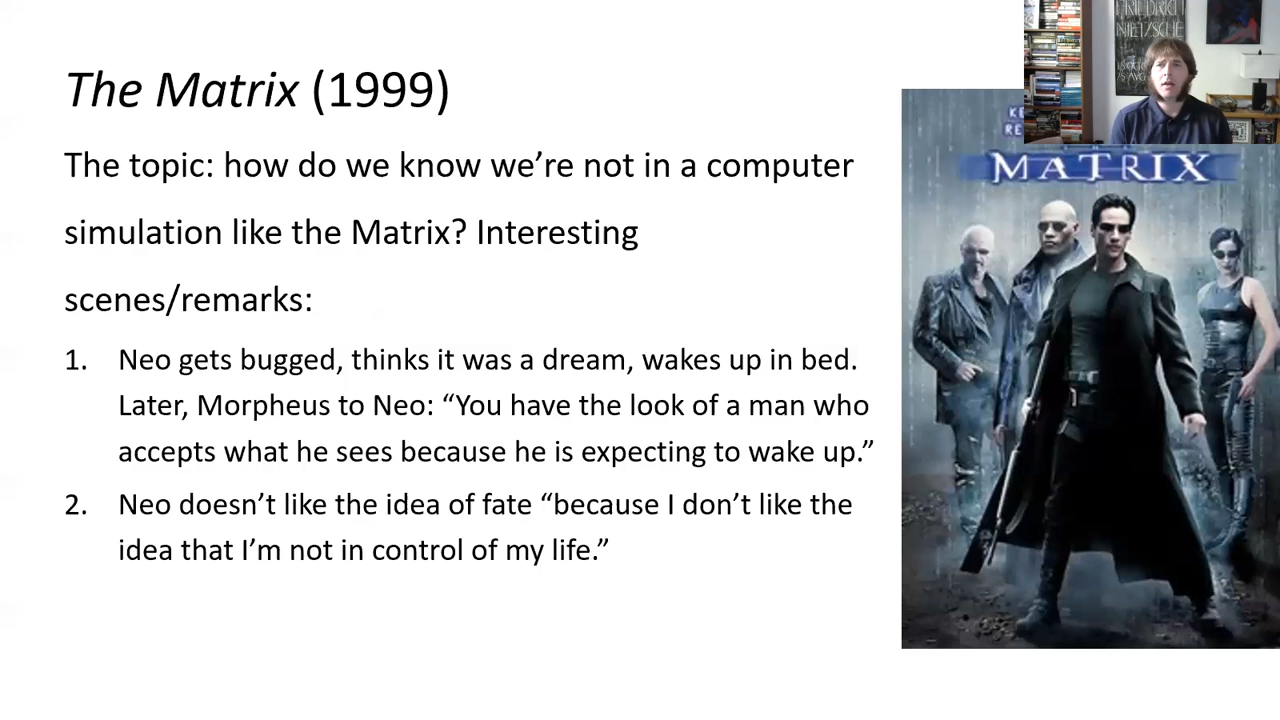 The Matrix (1999)
The topic: how do we know we’re not in a computer
simulation like the Matrix? Interesting
scenes/remarks:
1. Neo gets bugged, thinks it was a dream, wakes up in bed.
Later, Morpheus to Neo: “You have the look of a man who
accepts what he sees because he is expecting to wake up.”
2. Neo doesn’t like the idea of fate “because I don’t like the
idea that I’m not in control of my life.”
FRIEDRICH
NIETZSCHE
KE
RE
MATRIX